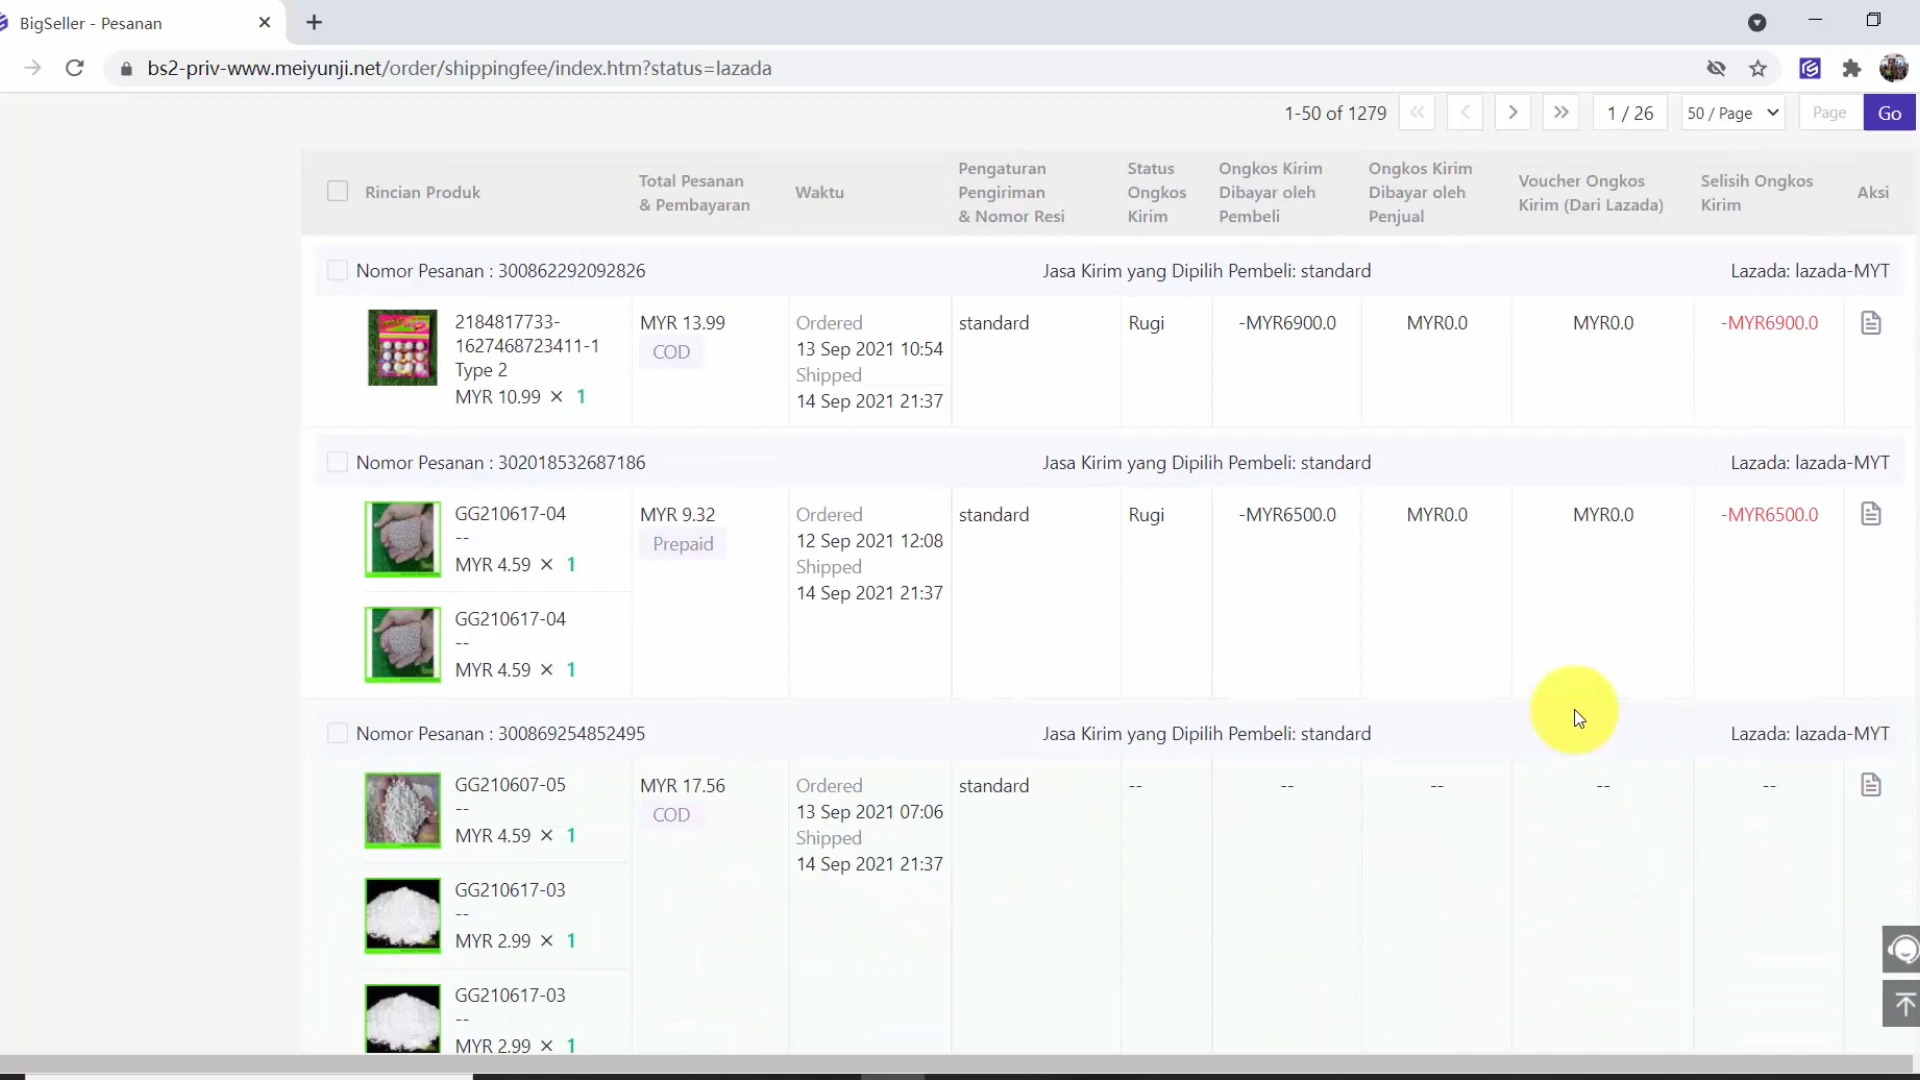 BigSeller - Pesanan
bs2-priv-www.meiyunji.net/order/shippingfee/index.htm?status=lazada
1-50 of 1279
1 / 26
50 / Page
Page
Go
Rincian Produk
Total Pesanan
& Pembayaran
Waktu
Pengaturan
Pengiriman
& Nomor Resi
Status
Ongkos
Kirim
Ongkos Kirim
Dibayar oleh
Pembeli
Ongkos Kirim
Dibayar oleh
Penjual
Voucher Ongkos
Kirim (Dari Lazada)
Selisih Ongkos
Kirim
Aksi
Nomor Pesanan : 300862292092826
Jasa Kirim yang Dipilih Pembeli: standard
Lazada: lazada-MYT
2184817733-
1627468723411-1
Type 2
MYR 10.99 × 1
MYR 13.99
COD
Ordered
13 Sep 2021 10:54
Shipped
14 Sep 2021 21:37
standard
Rugi
-MYR6900.0
MYR0.0
MYR0.0
-MYR6900.0
Nomor Pesanan : 302018532687186
Jasa Kirim yang Dipilih Pembeli: standard
Lazada: lazada-MYT
GG210617-04
--
MYR 4.59 × 1
GG210617-04
--
MYR 4.59 × 1
MYR 9.32
Prepaid
Ordered
12 Sep 2021 12:08
Shipped
14 Sep 2021 21:37
standard
Rugi
-MYR6500.0
MYR0.0
MYR0.0
-MYR6500.0
Nomor Pesanan : 300869254852495
Jasa Kirim yang Dipilih Pembeli: standard
Lazada: lazada-MYT
GG210607-05
--
MYR 4.59 × 1
GG210617-03
--
MYR 2.99 × 1
GG210617-03
--
MYR 2.99 × 1
MYR 17.56
COD
Ordered
13 Sep 2021 07:06
Shipped
14 Sep 2021 21:37
standard
--
--
--
--
--